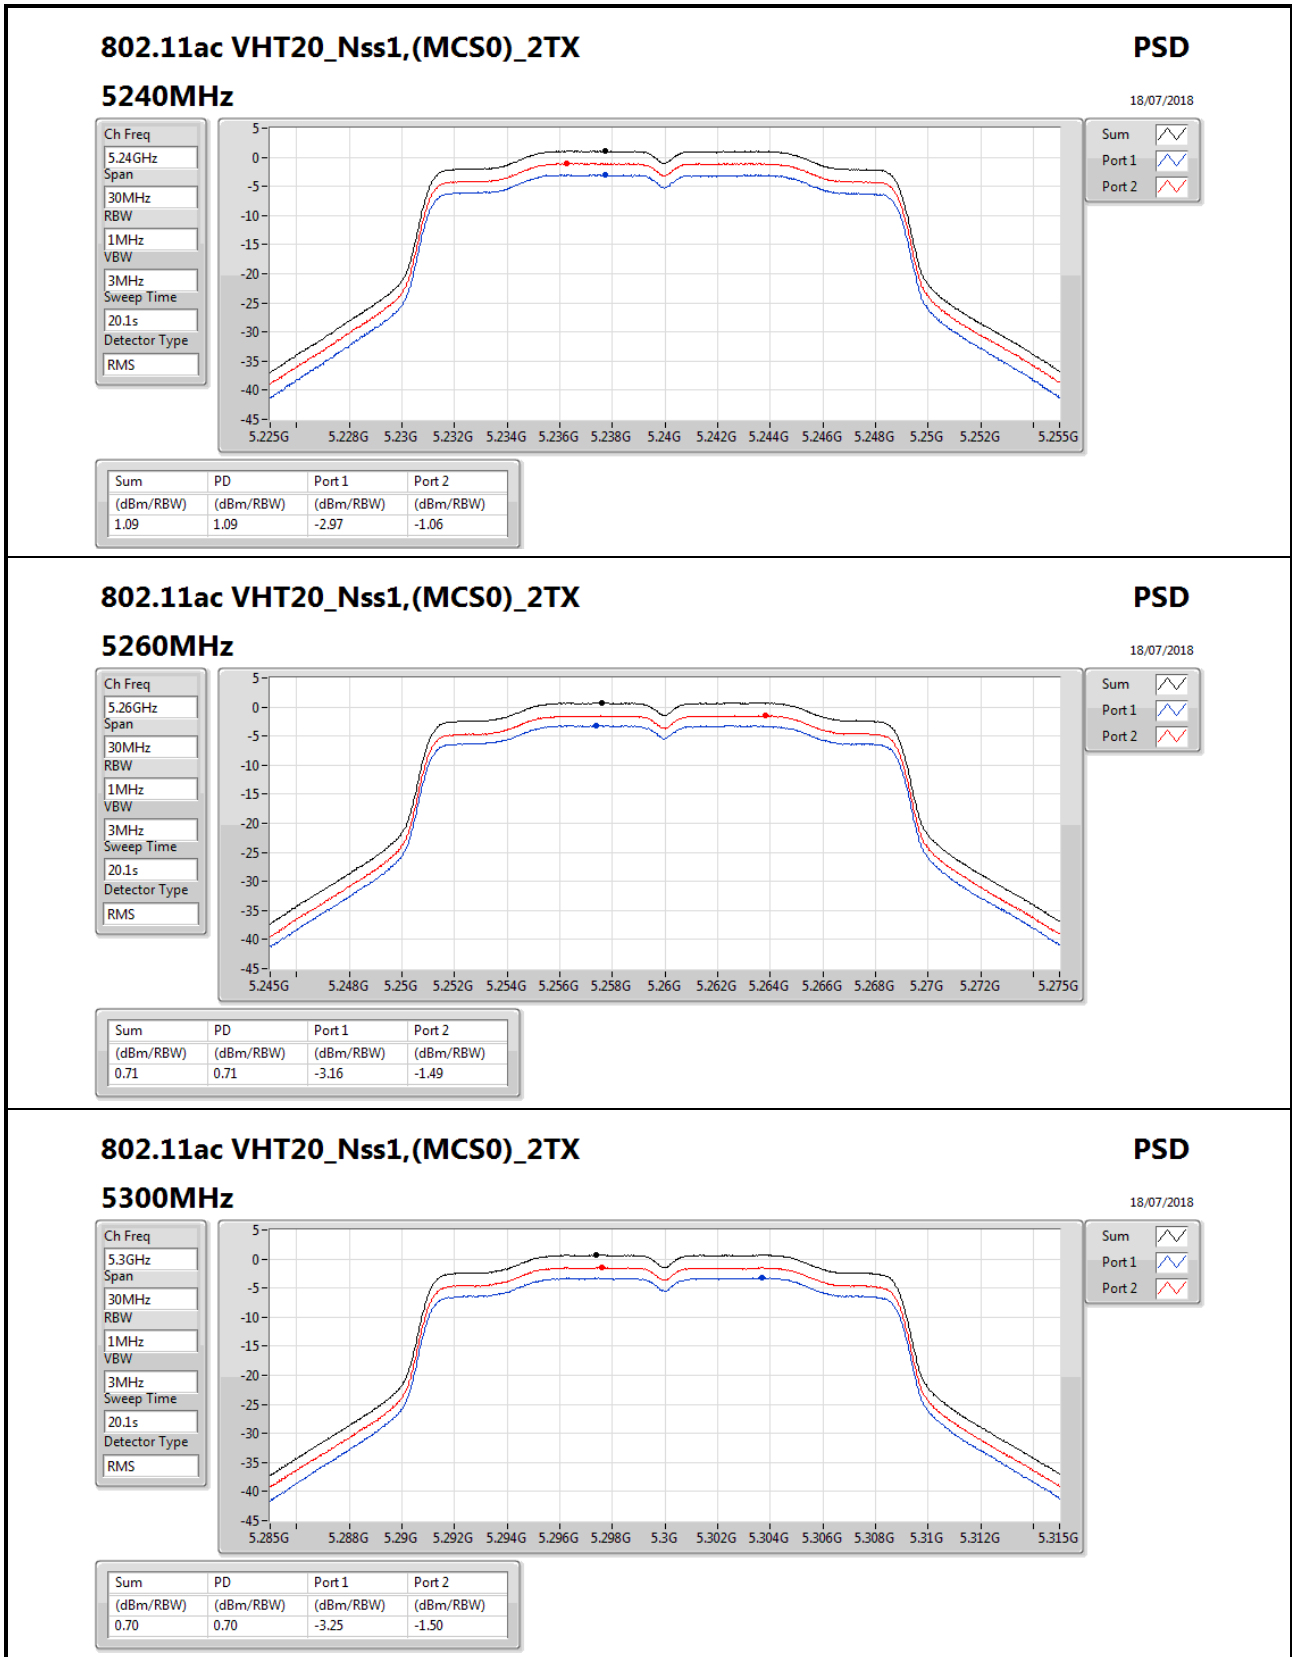 802.11ac VHT20_Nss1,(MCS0)_2TX PSD
5240MHz 18/07/2018
Ch Freq
5.24GHz
Span
30MHz
RBW
1MHz
VBW
3MHz
Sweep Time
20.1s
Detector Type
RMS
5
0
-5
-10
-15
-20
-25
-30
-35
-40
-45
5.225G 5.228G 5.23G 5.232G 5.234G 5.236G 5.238G 5.24G 5.242G 5.244G 5.246G 5.248G 5.25G 5.252G 5.255G
Sum
Port 1
Port 2
Sum PD Port 1 Port 2
(dBm/RBW) (dBm/RBW) (dBm/RBW) (dBm/RBW)
1.09 1.09 -2.97 -1.06
802.11ac VHT20_Nss1,(MCS0)_2TX PSD
5260MHz 18/07/2018
Ch Freq
5.26GHz
Span
30MHz
RBW
1MHz
VBW
3MHz
Sweep Time
20.1s
Detector Type
RMS
5
0
-5
-10
-15
-20
-25
-30
-35
-40
-45
5.245G 5.248G 5.25G 5.252G 5.254G 5.256G 5.258G 5.26G 5.262G 5.264G 5.266G 5.268G 5.27G 5.272G 5.275G
Sum
Port 1
Port 2
Sum PD Port 1 Port 2
(dBm/RBW) (dBm/RBW) (dBm/RBW) (dBm/RBW)
0.71 0.71 -3.16 -1.49
802.11ac VHT20_Nss1,(MCS0)_2TX PSD
5300MHz 18/07/2018
Ch Freq
5.3GHz
Span
30MHz
RBW
1MHz
VBW
3MHz
Sweep Time
20.1s
Detector Type
RMS
5
0
-5
-10
-15
-20
-25
-30
-35
-40
-45
5.285G 5.288G 5.29G 5.292G 5.294G 5.296G 5.298G 5.3G 5.302G 5.304G 5.306G 5.308G 5.31G 5.312G 5.315G
Sum
Port 1
Port 2
Sum PD Port 1 Port 2
(dBm/RBW) (dBm/RBW) (dBm/RBW) (dBm/RBW)
0.70 0.70 -3.25 -1.50